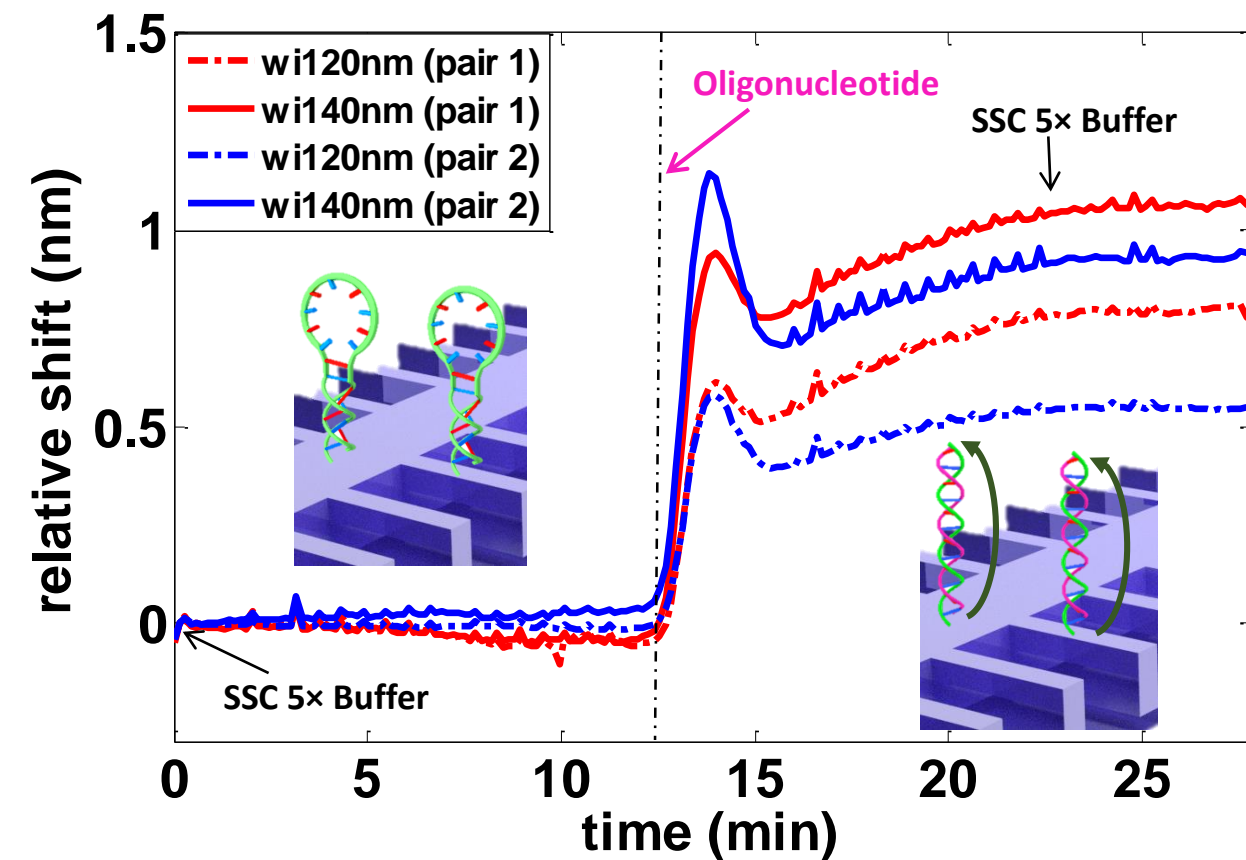 1.5
1
0.5
0
relative shift (nm)
wi120nm (pair 1)
wi140nm (pair 1)
wi120nm (pair 2)
wi140nm (pair 2)
Oligonucleotide
SSC 5× Buffer
SSC 5× Buffer
0 5 10 15 20 25
time (min)